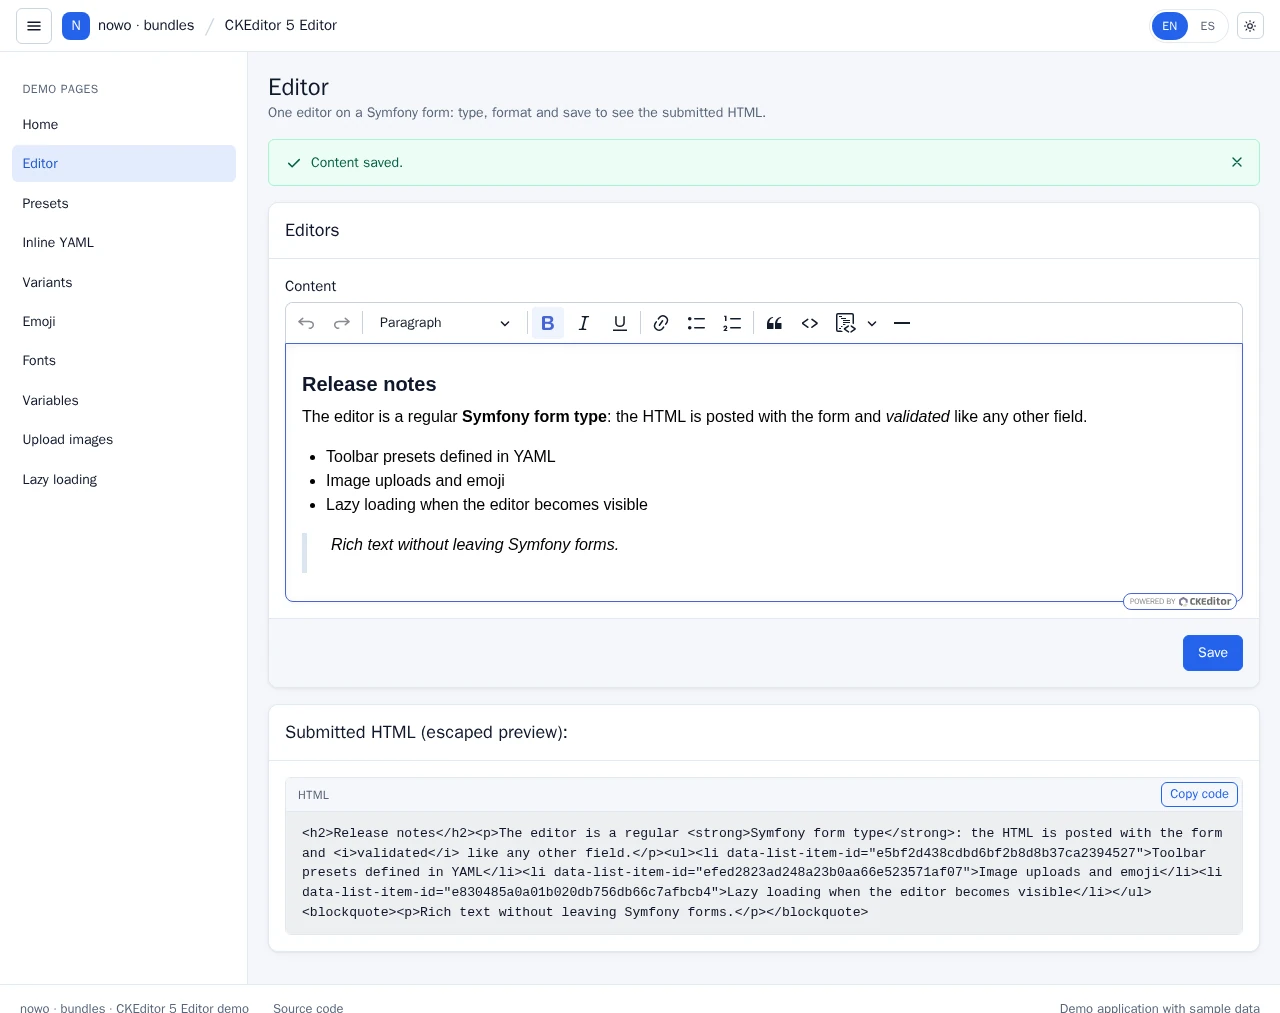 N nowo · bundles / CKEditor 5 Editor
EN ES
DEMO PAGES
Home
Editor
Presets
Inline YAML
Variants
Emoji
Fonts
Variables
Upload images
Lazy loading
Editor
One editor on a Symfony form: type, format and save to see the submitted HTML.
Content saved.
Editors
Content
Paragraph
Release notes
The editor is a regular Symfony form type: the HTML is posted with the form and validated like any other field.
Toolbar presets defined in YAML
Image uploads and emoji
Lazy loading when the editor becomes visible
Rich text without leaving Symfony forms.
POWERED BY CKEditor
Save
Submitted HTML (escaped preview):
HTML
Copy code
<h2>Release notes</h2><p>The editor is a regular <strong>Symfony form type</strong>: the HTML is posted with the form
and <i>validated</i> like any other field.</p><ul><li data-list-item-id="e5bf2d438cdbd6bf2b8d8b37ca2394527">Toolbar
presets defined in YAML</li><li data-list-item-id="efed2823ad248a23b0aa66e523571af07">Image uploads and emoji</li><li
data-list-item-id="e830485a0a01b020db756db66c7afbcb4">Lazy loading when the editor becomes visible</li></ul>
<blockquote><p>Rich text without leaving Symfony forms.</p></blockquote>
nowo · bundles · CKEditor 5 Editor demo
Source code
Demo application with sample data